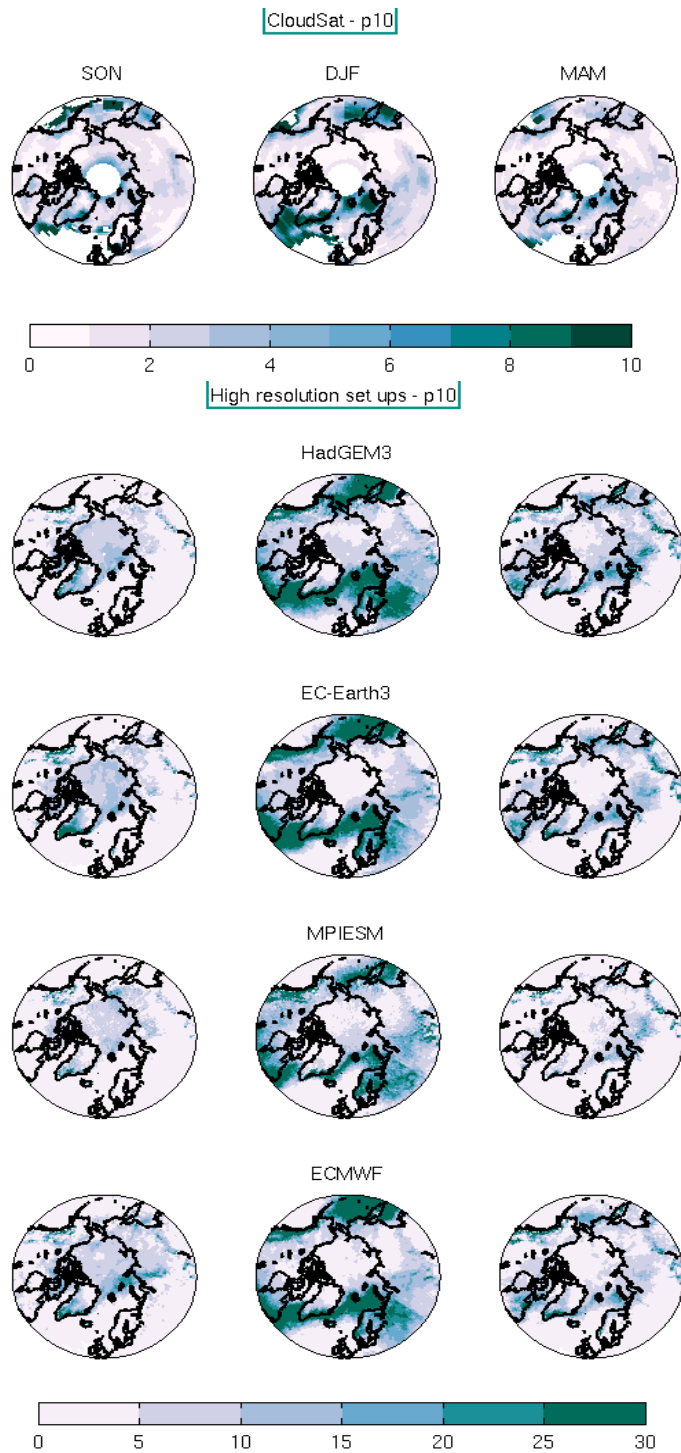 CloudSat - p10
SON DJF MAM
0 2 4 6 8 10
High resolution set ups - p10
HadGEM3
EC-Earth3
MPIESM
ECMWF
0 5 10 15 20 25 30